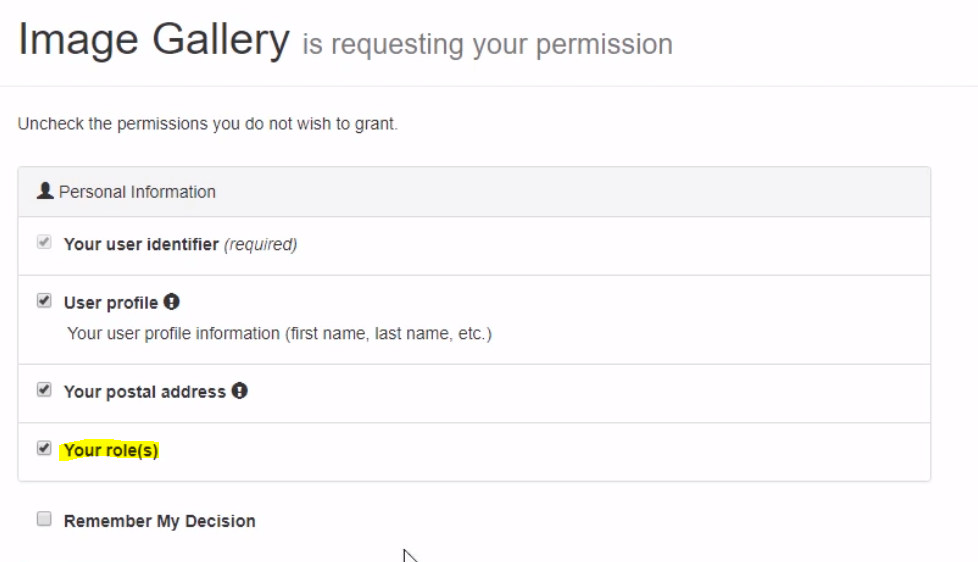 Image Gallery is requesting your permission
Uncheck the permissions you do not wish to grant.
Personal Information
Your user identifier (required)
User profile
Your user profile information (first name, last name, etc.)
Your postal address
Your role(s)
Remember My Decision